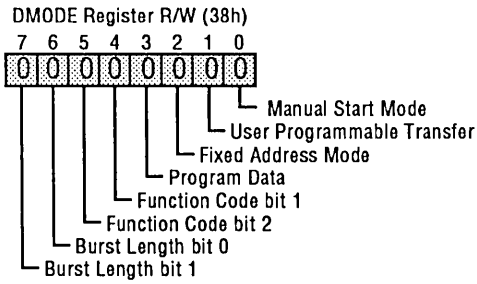 DMODE Register R/W (38h)
7 6 5 4 3 2 1 0
0 0 0 0 0 0 0 0
Manual Start Mode
User Programmable Transfer
Fixed Address Mode
Program Data
Function Code bit 1
Function Code bit 2
Burst Length bit 0
Burst Length bit 1